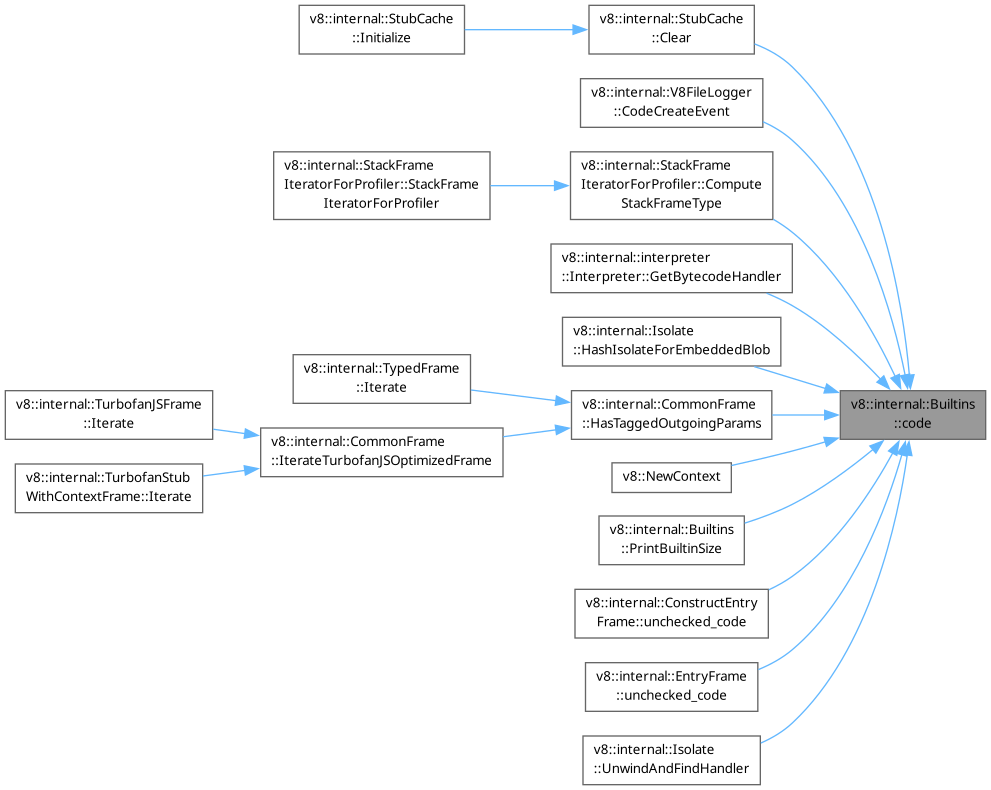 v8::internal::StubCache
::Initialize
v8::internal::StubCache
::Clear
v8::internal::V8FileLogger
::CodeCreateEvent
v8::internal::StackFrame
IteratorForProfiler::StackFrame
IteratorForProfiler
v8::internal::StackFrame
IteratorForProfiler::Compute
StackFrameType
v8::internal::interpreter
::Interpreter::GetBytecodeHandler
v8::internal::Isolate
::HashIsolateForEmbeddedBlob
v8::internal::TypedFrame
::Iterate
v8::internal::TurbofanJSFrame
::Iterate
v8::internal::CommonFrame
::HasTaggedOutgoingParams
v8::internal::Builtins
::code
v8::internal::CommonFrame
::IterateTurbofanJSOptimizedFrame
v8::internal::TurbofanStub
WithContextFrame::Iterate
v8::NewContext
v8::internal::Builtins
::PrintBuiltinSize
v8::internal::ConstructEntry
Frame::unchecked_code
v8::internal::EntryFrame
::unchecked_code
v8::internal::Isolate
::UnwindAndFindHandler